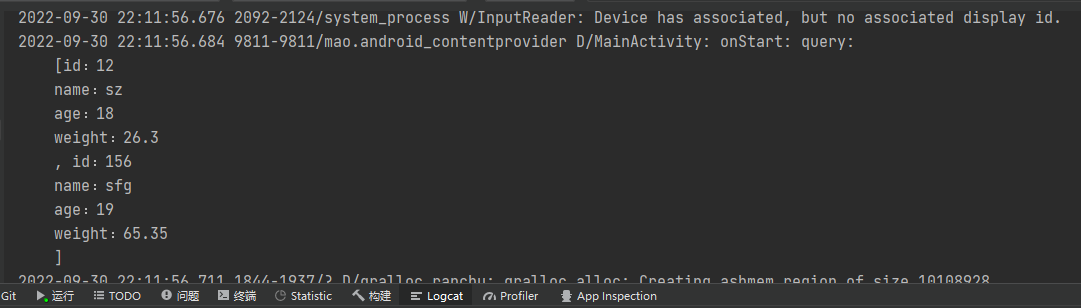 2022-09-30 22:11:56.676 2092-2124/system_process W/InputReader: Device has associated, but no associated display id.
2022-09-30 22:11:56.684 9811-9811/mao.android_contentprovider D/MainActivity: onStart: query:
[id：12
name：sz
age：18
weight：26.3
, id：156
name：sfg
age：19
weight：65.35
]
2022-09-30 22:11:56.711 1844-1937/? D/gralloc_ranchu: gralloc_alloc: Creating ashmem region of size 10108928
Git 运行 TODO 问题 终端 Statistic 构建 Logcat Profiler App Inspection